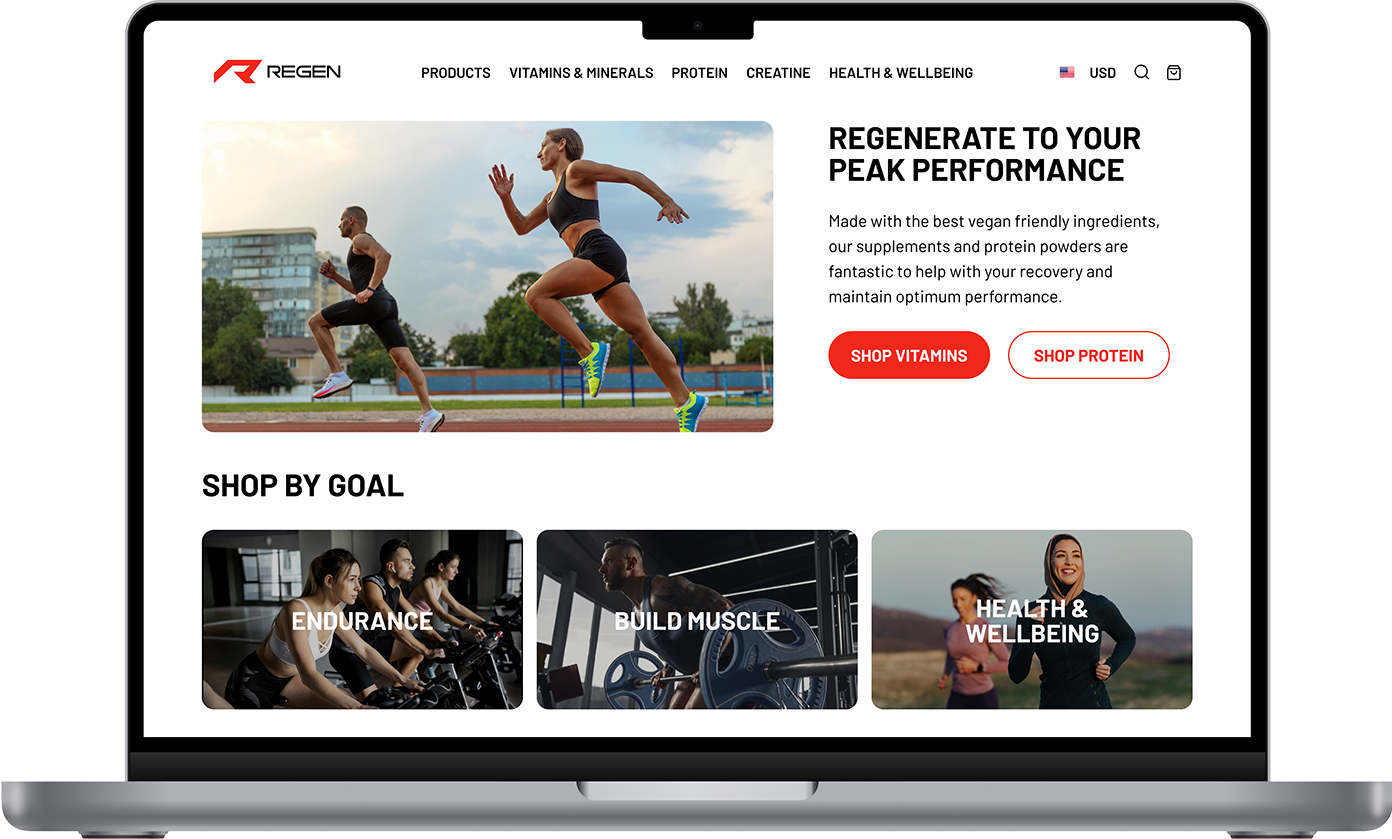 REGEN
PRODUCTS VITAMINS & MINERALS PROTEIN CREATINE HEALTH & WELLBEING
USD
REGENERATE TO YOUR
PEAK PERFORMANCE
Made with the best vegan friendly ingredients,
our supplements and protein powders are
fantastic to help with your recovery and
maintain optimum performance.
SHOP VITAMINS
SHOP PROTEIN
SHOP BY GOAL
ENDURANCE
BUILD MUSCLE
HEALTH &
WELLBEING